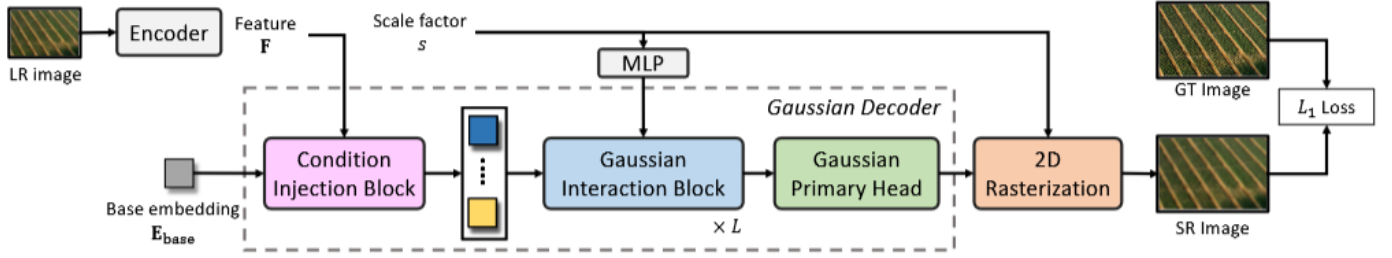 LR image
Encoder
Feature
F
Scale factor
s
MLP
GT Image
L₁ Loss
Gaussian Decoder
Condition
Injection Block
Gaussian
Interaction Block
× L
Gaussian
Primary Head
2D
Rasterization
SR Image
Base embedding
E_base